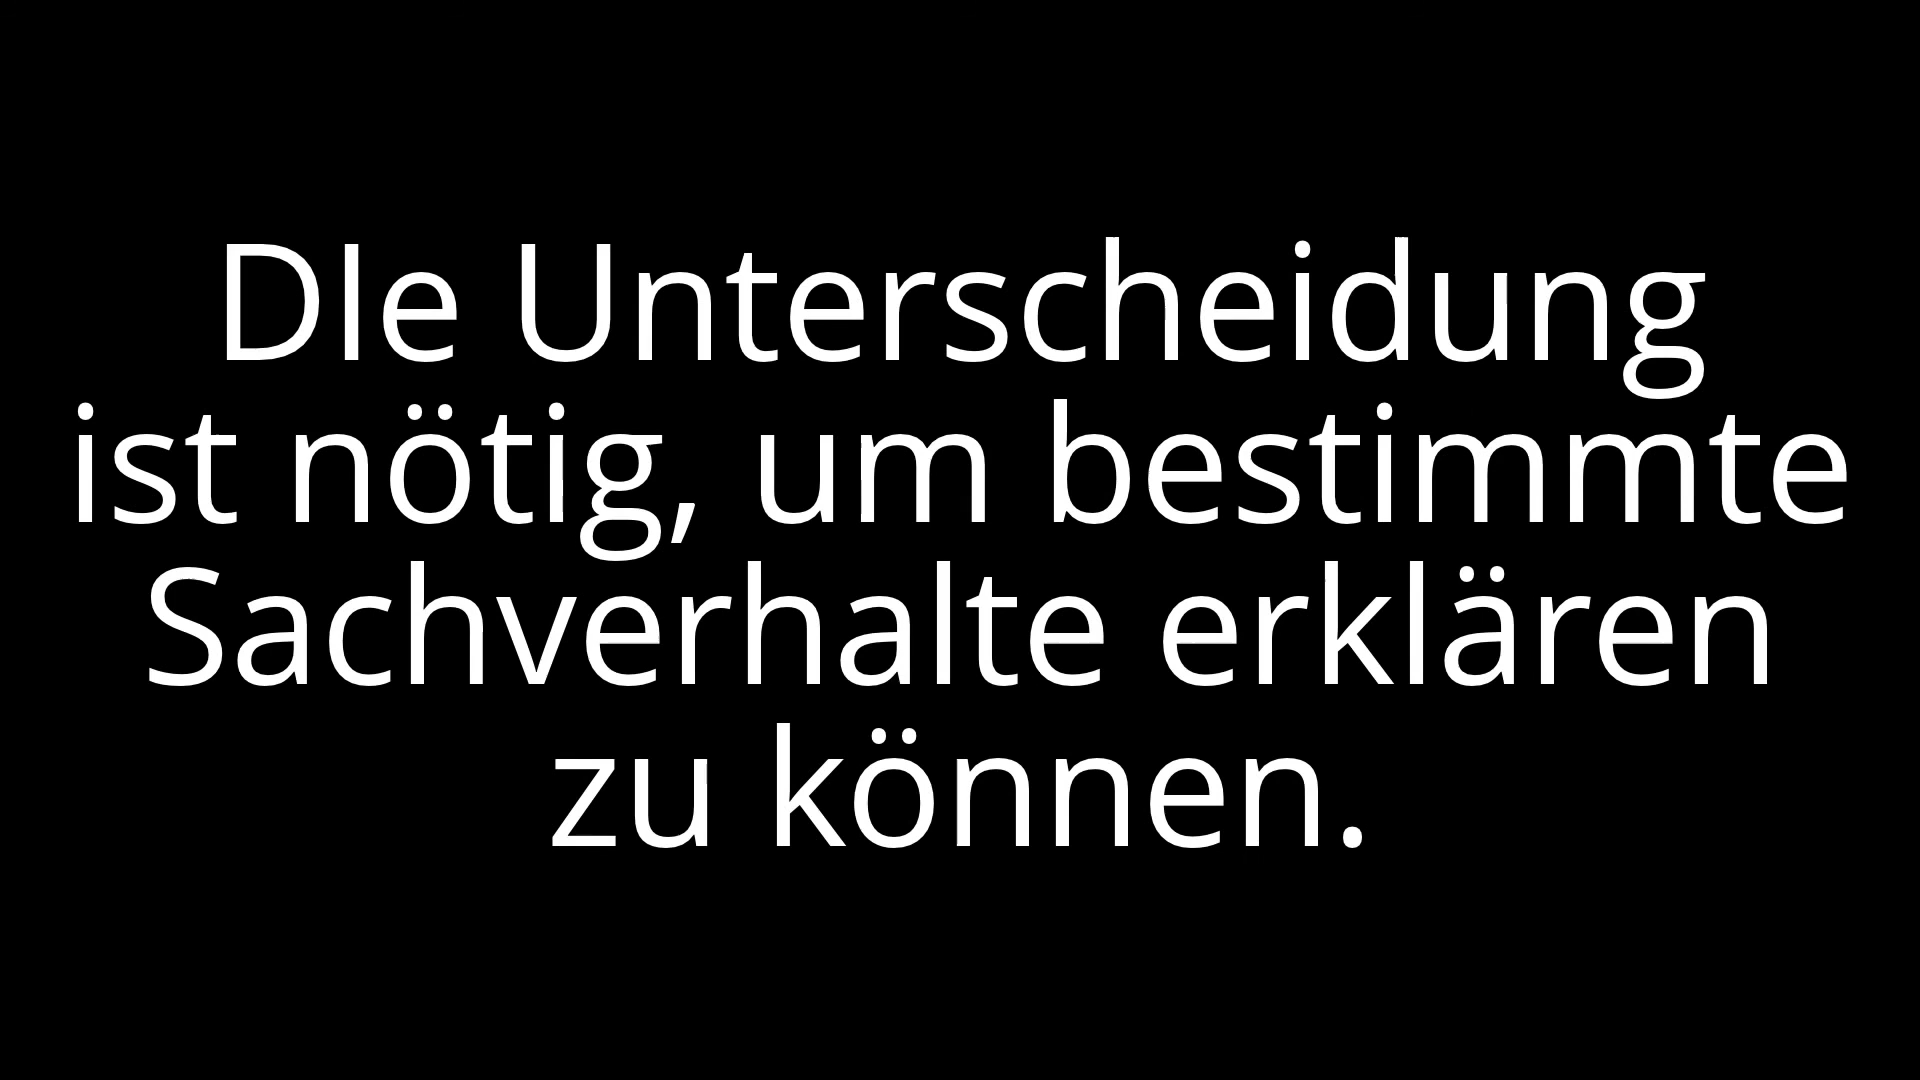 DIe Unterscheidung
ist nötig, um bestimmte
Sachverhalte erklären
zu können.